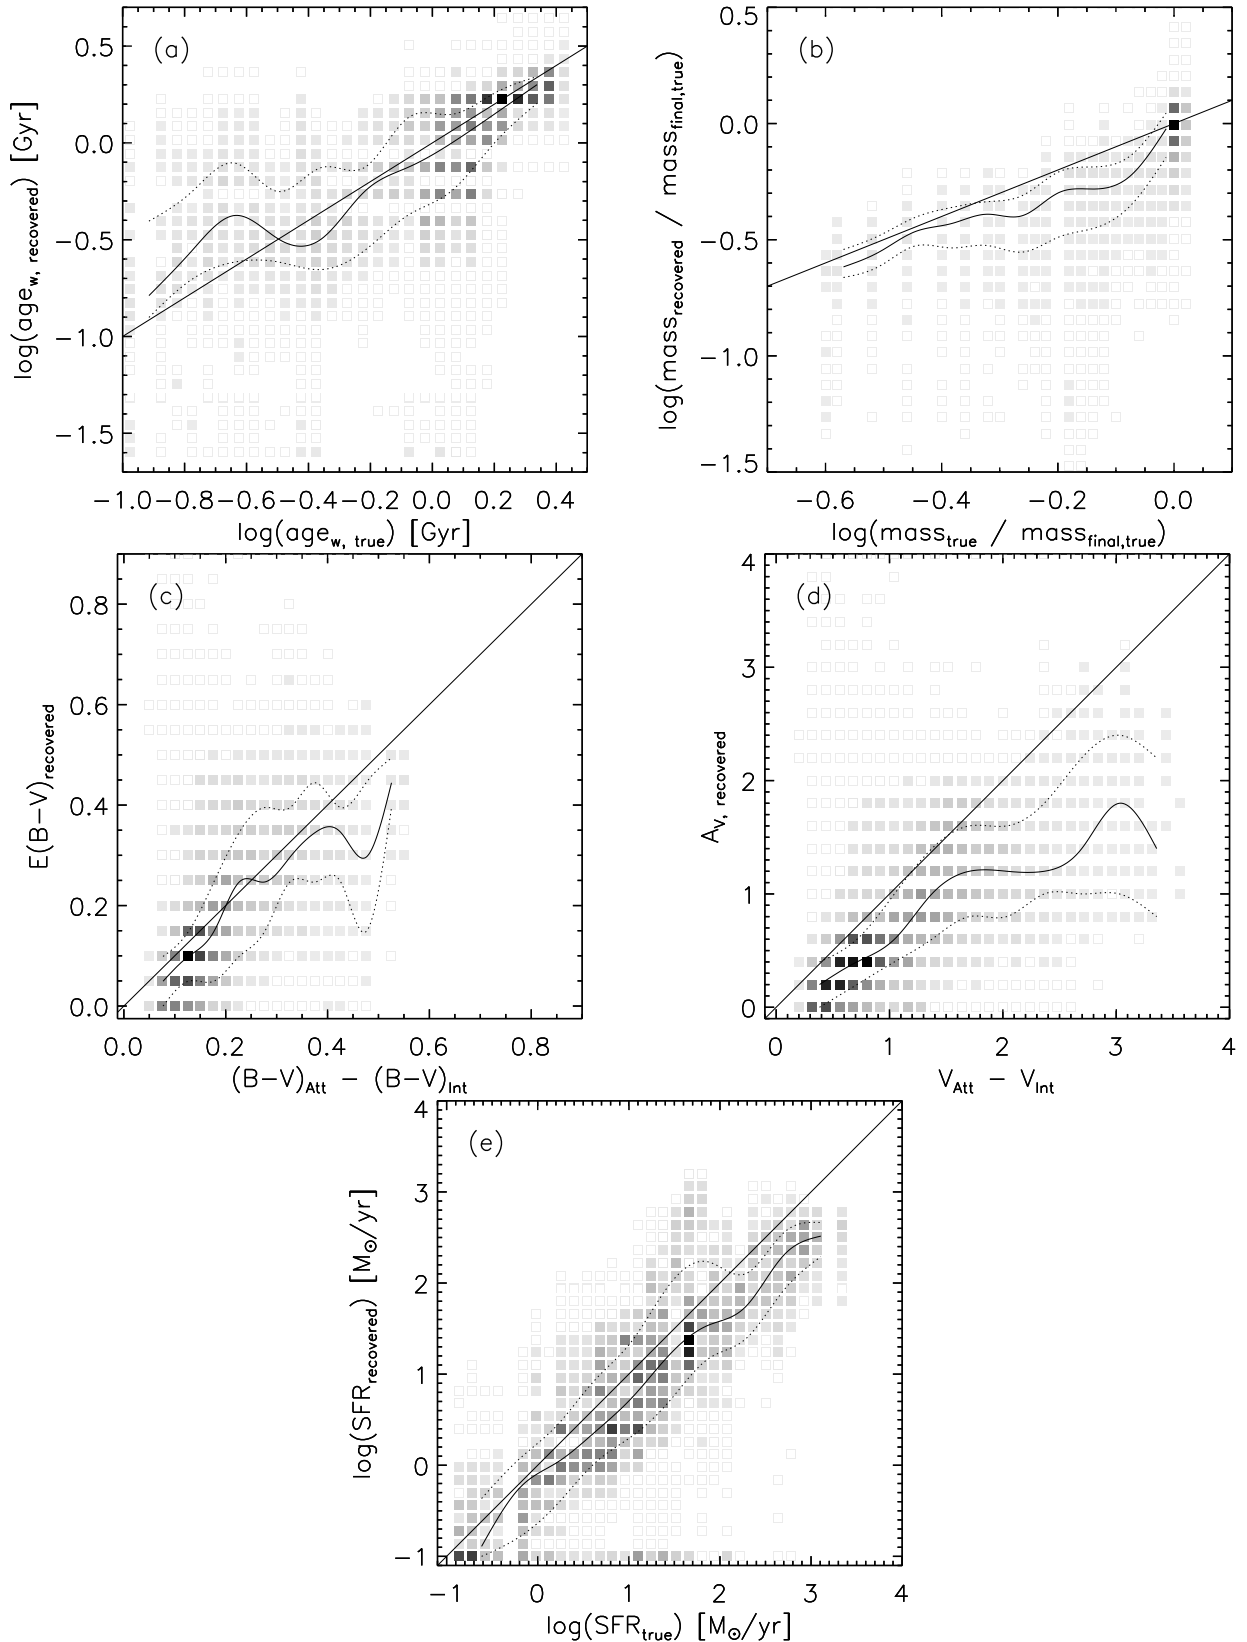 (a)
0.5
0.0
−0.5
−1.0
−1.5
log(age_w, recovered) [Gyr]
−1.0 −0.8 −0.6 −0.4 −0.2 0.0 0.2 0.4
log(age_w, true) [Gyr]
(b)
0.5
0.0
−0.5
−1.0
−1.5
log(mass_recovered / mass_final,true)
−0.6 −0.4 −0.2 0.0
log(mass_true / mass_final,true)
(c)
0.8
0.6
0.4
0.2
0.0
E(B−V)_recovered
0.0 0.2 0.4 0.6 0.8
(B−V)_Att − (B−V)_Int
(d)
4
3
2
1
0
A_V, recovered
0 1 2 3 4
V_Att − V_Int
(e)
4
3
2
1
0
−1
log(SFR_recovered) [M_⊙/yr]
−1 0 1 2 3 4
log(SFR_true) [M_⊙/yr]